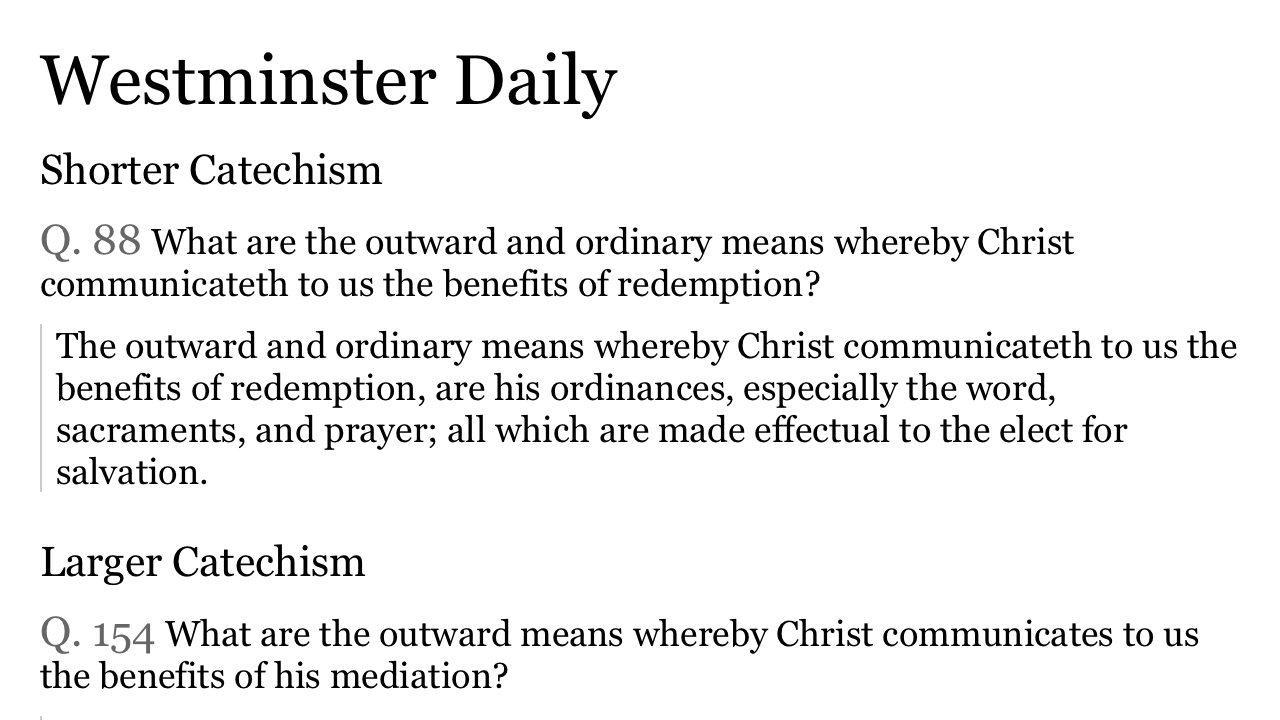 Westminster Daily
Shorter Catechism
Q. 88 What are the outward and ordinary means whereby Christ
communicateth to us the benefits of redemption?
The outward and ordinary means whereby Christ communicateth to us the
benefits of redemption, are his ordinances, especially the word,
sacraments, and prayer; all which are made effectual to the elect for
salvation.
Larger Catechism
Q. 154 What are the outward means whereby Christ communicates to us
the benefits of his mediation?